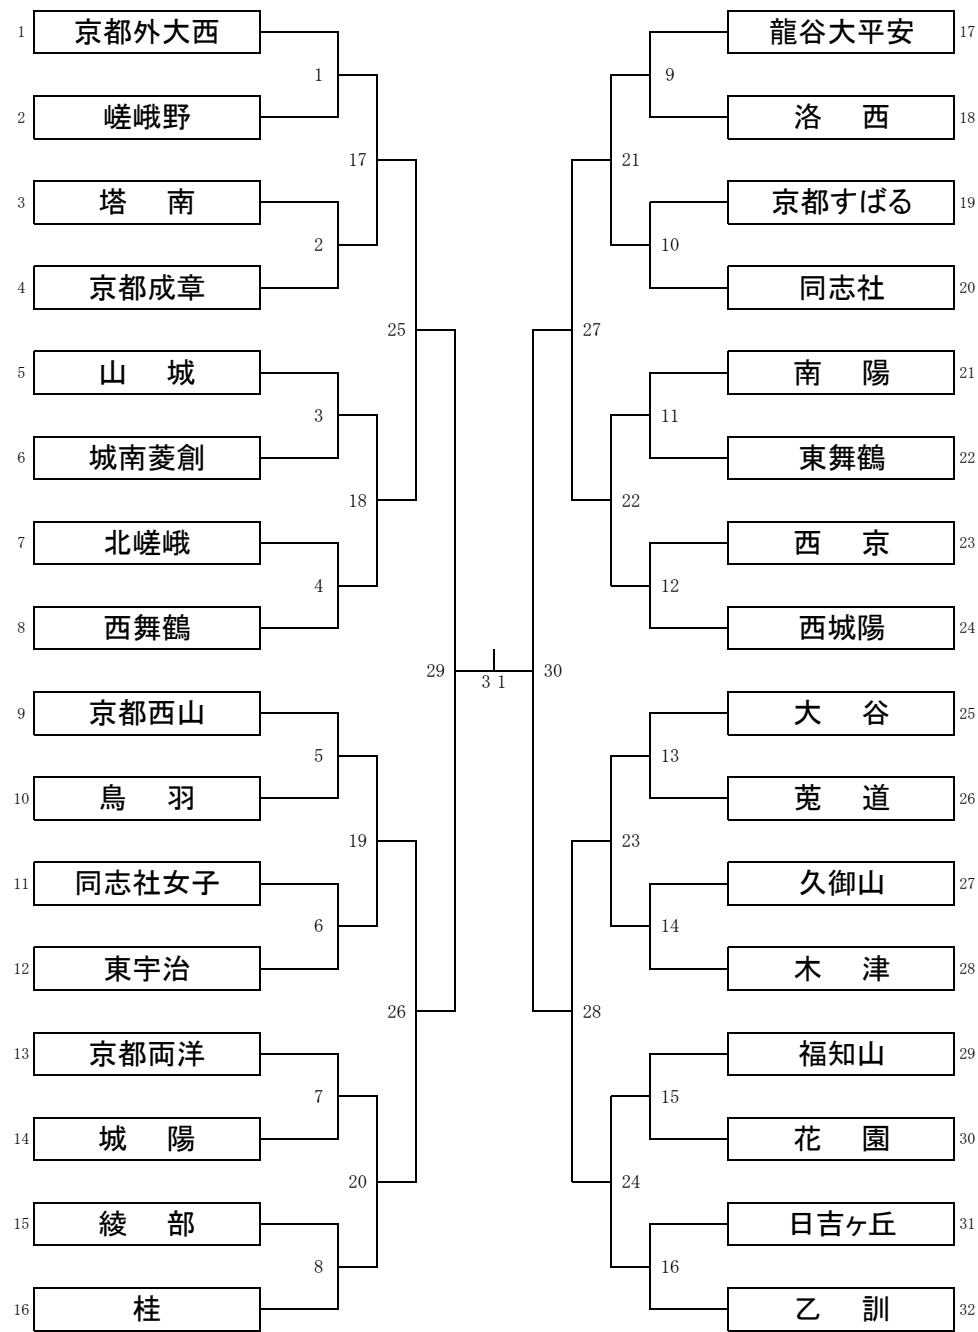 1 京都外大西
1
2 嵯峨野
17
3 塔 南
2
4 京都成章
25
5 山 城
3
6 城南菱創
18
7 北嵯峨
4
8 西舞鶴
29
9 京都西山
5
10 鳥 羽
19
11 同志社女子
6
12 東宇治
26
13 京都両洋
7
14 城 陽
20
15 綾 部
8
16 桂
3 1
龍谷大平安 17
9
洛 西 18
21
京都すばる 19
10
同志社 20
27
南 陽 21
11
東舞鶴 22
22
西 京 23
12
西城陽 24
30
大 谷 25
13
莵 道 26
23
久御山 27
14
木 津 28
28
福知山 29
15
花 園 30
24
日吉ヶ丘 31
16
乙 訓 32